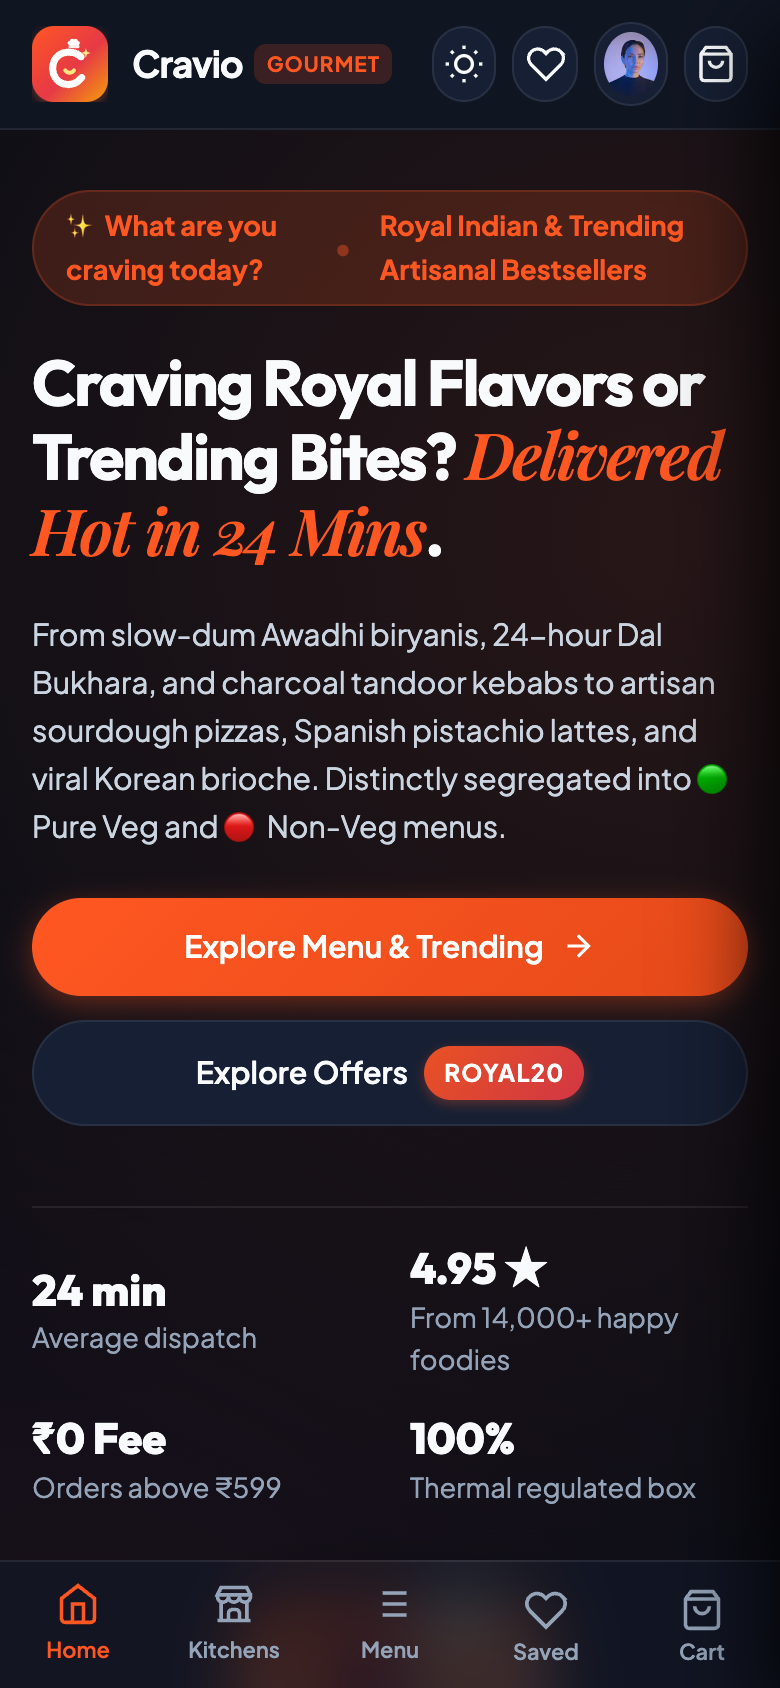 Cravio GOURMET
✨ What are you
craving today?
•
Royal Indian & Trending
Artisanal Bestsellers
Craving Royal Flavors or
Trending Bites? Delivered
Hot in 24 Mins.
From slow-dum Awadhi biryanis, 24-hour Dal
Bukhara, and charcoal tandoor kebabs to artisan
sourdough pizzas, Spanish pistachio lattes, and
viral Korean brioche. Distinctly segregated into 🟢
Pure Veg and 🔴 Non-Veg menus.
Explore Menu & Trending →
Explore Offers ROYAL20
24 min
Average dispatch
4.95 ★
From 14,000+ happy
foodies
₹0 Fee
Orders above ₹599
100%
Thermal regulated box
Home
Kitchens
Menu
Saved
Cart